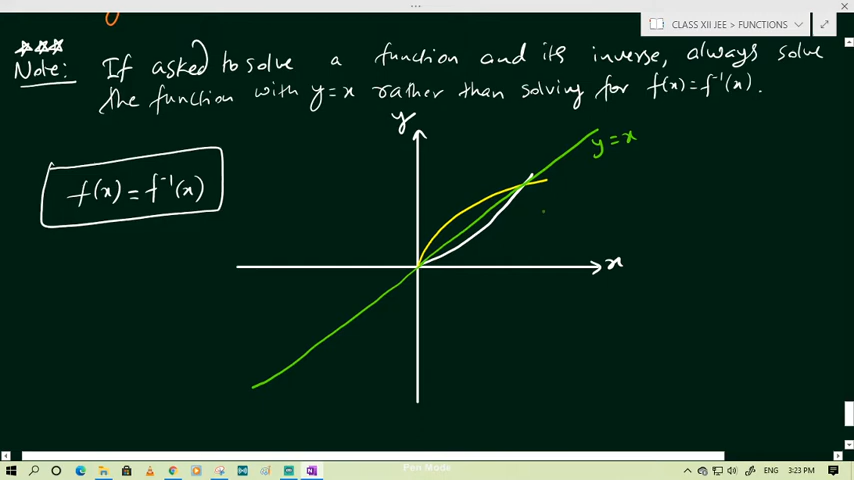 CLASS XII JEE > FUNCTIONS
Note: If asked to solve a function and its inverse, always solve
the function with y=x rather than solving for f(x)=f⁻¹(x).
y
y=x
f(x)=f⁻¹(x)
x
ENG 3:23 PM
Pen Mode